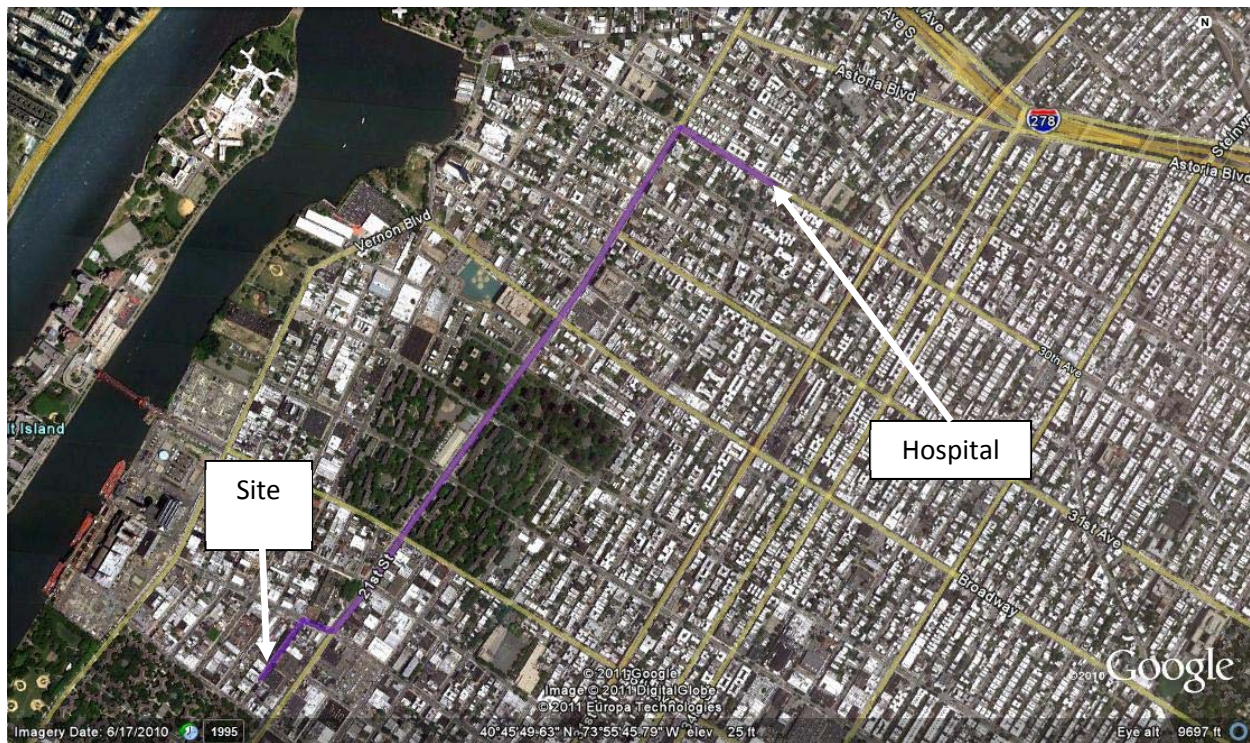 N
Ave
Astoria Blvd
278
Astoria Blvd
Vernon Blvd
30th Ave
Hospital
lt Island
Site
31st Ave
21st St
Broadway
© 2011 Google
Image © 2011 DigitalGlobe
© 2011 Europa Technologies
©2010 Google
Imagery Date: 6/17/2010 1995
40°45'49.63" N 73°55'45.79" W elev 25 ft
Eye alt 9697 ft